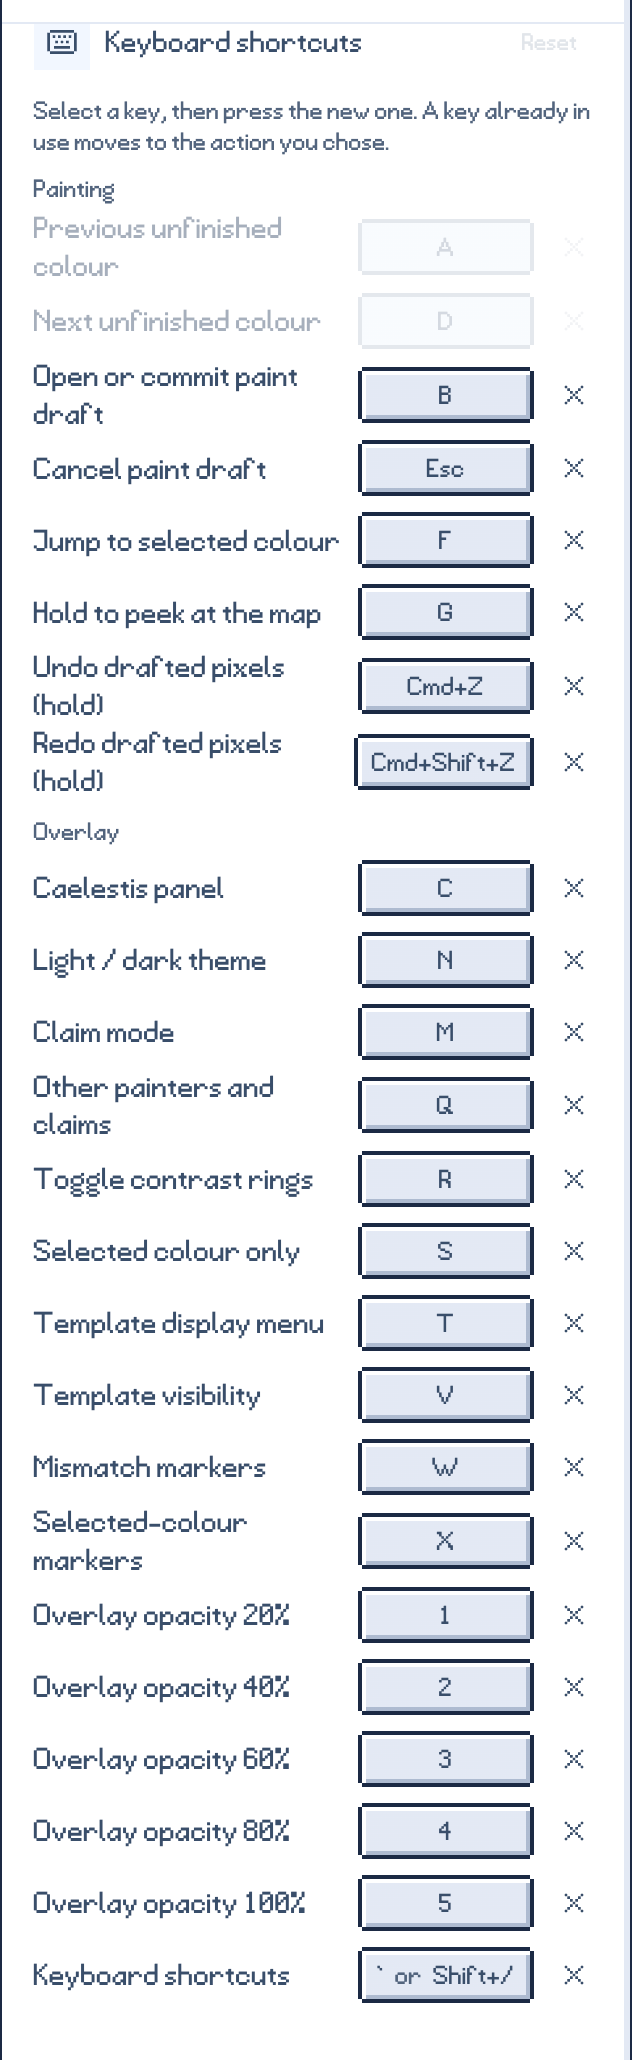 Keyboard shortcuts
Reset
Select a key, then press the new one. A key already in
use moves to the action you chose.
Painting
Previous unfinished
colour
A
Next unfinished colour
D
Open or commit paint
draft
B
Cancel paint draft
Esc
Jump to selected colour
F
Hold to peek at the map
G
Undo drafted pixels
(hold)
Cmd+Z
Redo drafted pixels
(hold)
Cmd+Shift+Z
Overlay
Caelestis panel
C
Light / dark theme
N
Claim mode
M
Other painters and
claims
Q
Toggle contrast rings
R
Selected colour only
S
Template display menu
T
Template visibility
V
Mismatch markers
W
Selected-colour
markers
X
Overlay opacity 20%
1
Overlay opacity 40%
2
Overlay opacity 60%
3
Overlay opacity 80%
4
Overlay opacity 100%
5
Keyboard shortcuts
` or Shift+/